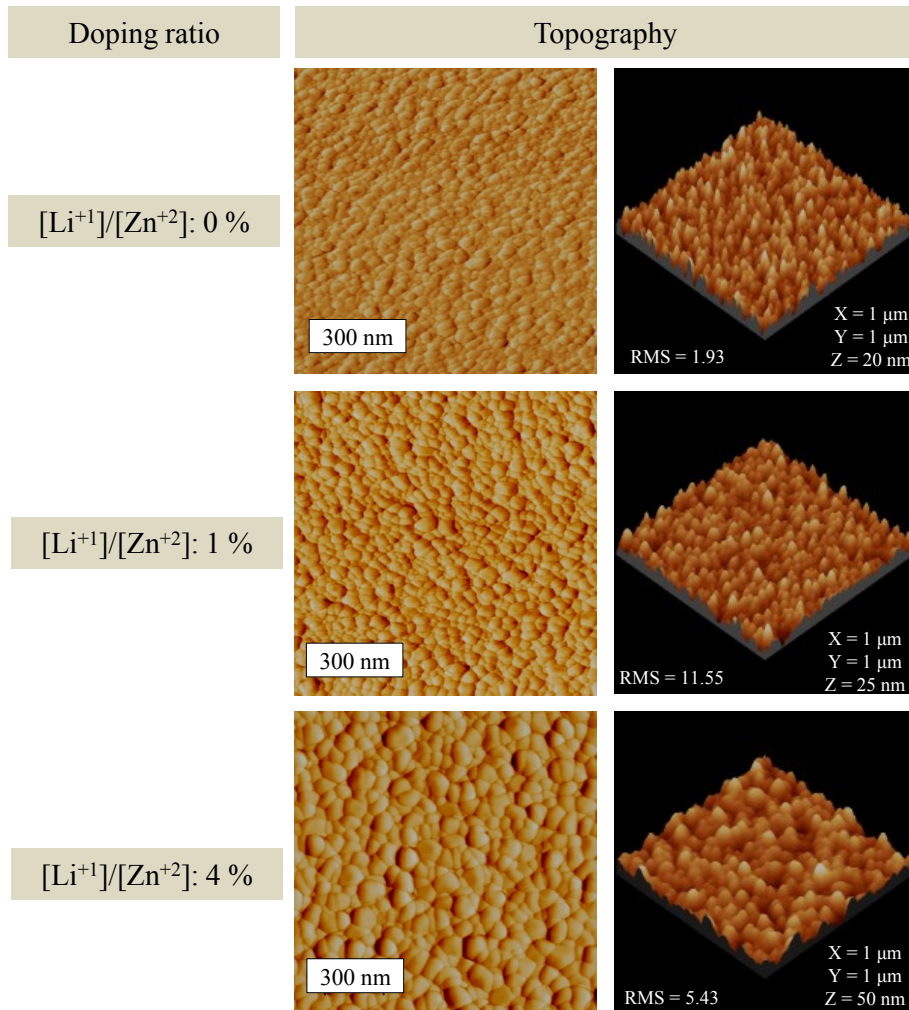 Doping ratio
Topography
[Li⁺¹]/[Zn⁺²]: 0 %
300 nm
RMS = 1.93
X = 1 μm
Y = 1 μm
Z = 20 nm
[Li⁺¹]/[Zn⁺²]: 1 %
300 nm
RMS = 11.55
X = 1 μm
Y = 1 μm
Z = 25 nm
[Li⁺¹]/[Zn⁺²]: 4 %
300 nm
RMS = 5.43
X = 1 μm
Y = 1 μm
Z = 50 nm